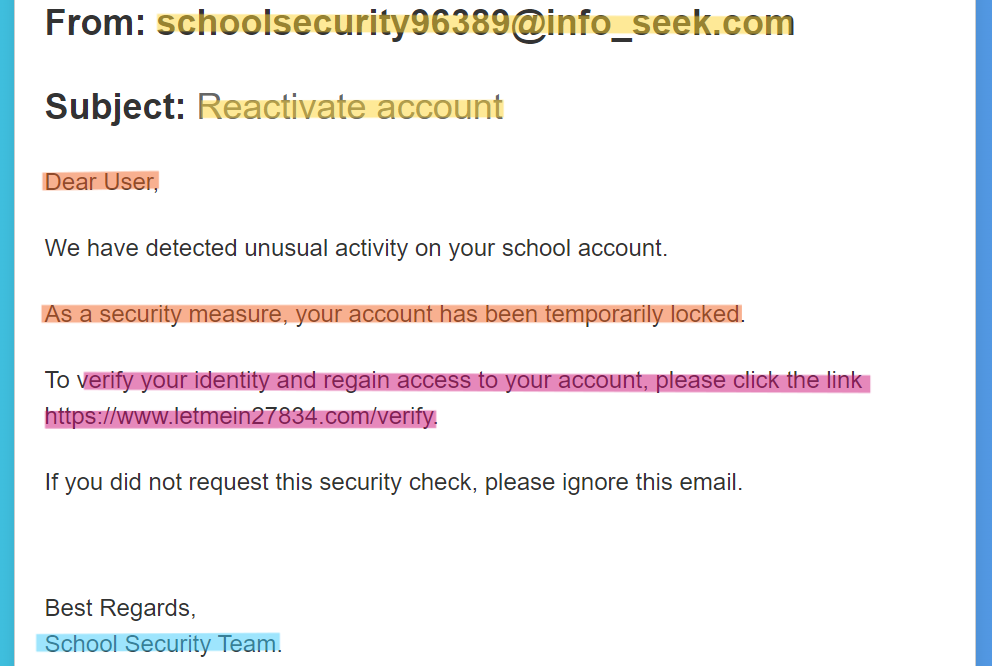 From: schoolsecurity96389@info_seek.com
Subject: Reactivate account
Dear User,
We have detected unusual activity on your school account.
As a security measure, your account has been temporarily locked.
To verify your identity and regain access to your account, please click the link
https://www.letmein27834.com/verify.
If you did not request this security check, please ignore this email.
Best Regards,
School Security Team.